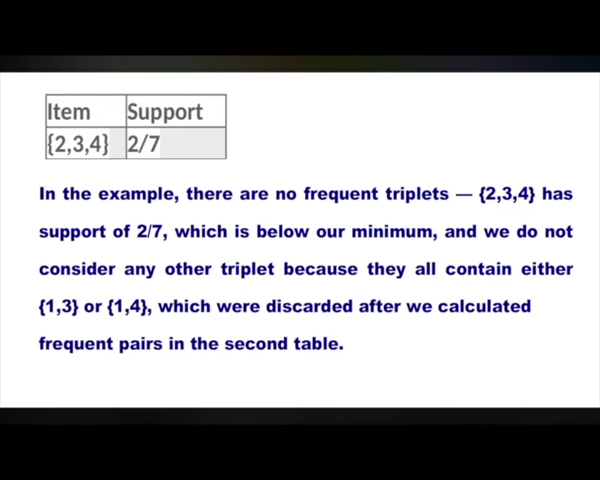 Item Support
{2,3,4} 2/7
In the example, there are no frequent triplets — {2,3,4} has
support of 2/7, which is below our minimum, and we do not
consider any other triplet because they all contain either
{1,3} or {1,4}, which were discarded after we calculated
frequent pairs in the second table.